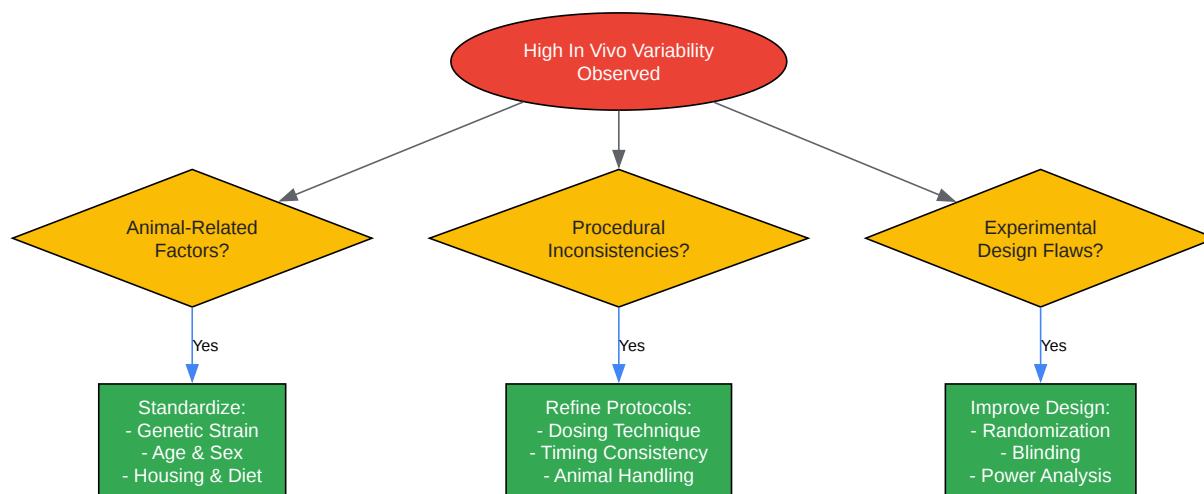 High In Vivo Variability
Observed
Animal-Related
Factors?
Procedural
Inconsistencies?
Experimental
Design Flaws?
Yes
Yes
Yes
Standardize:
- Genetic Strain
- Age & Sex
- Housing & Diet
Refine Protocols:
- Dosing Technique
- Timing Consistency
- Animal Handling
Improve Design:
- Randomization
- Blinding
- Power Analysis